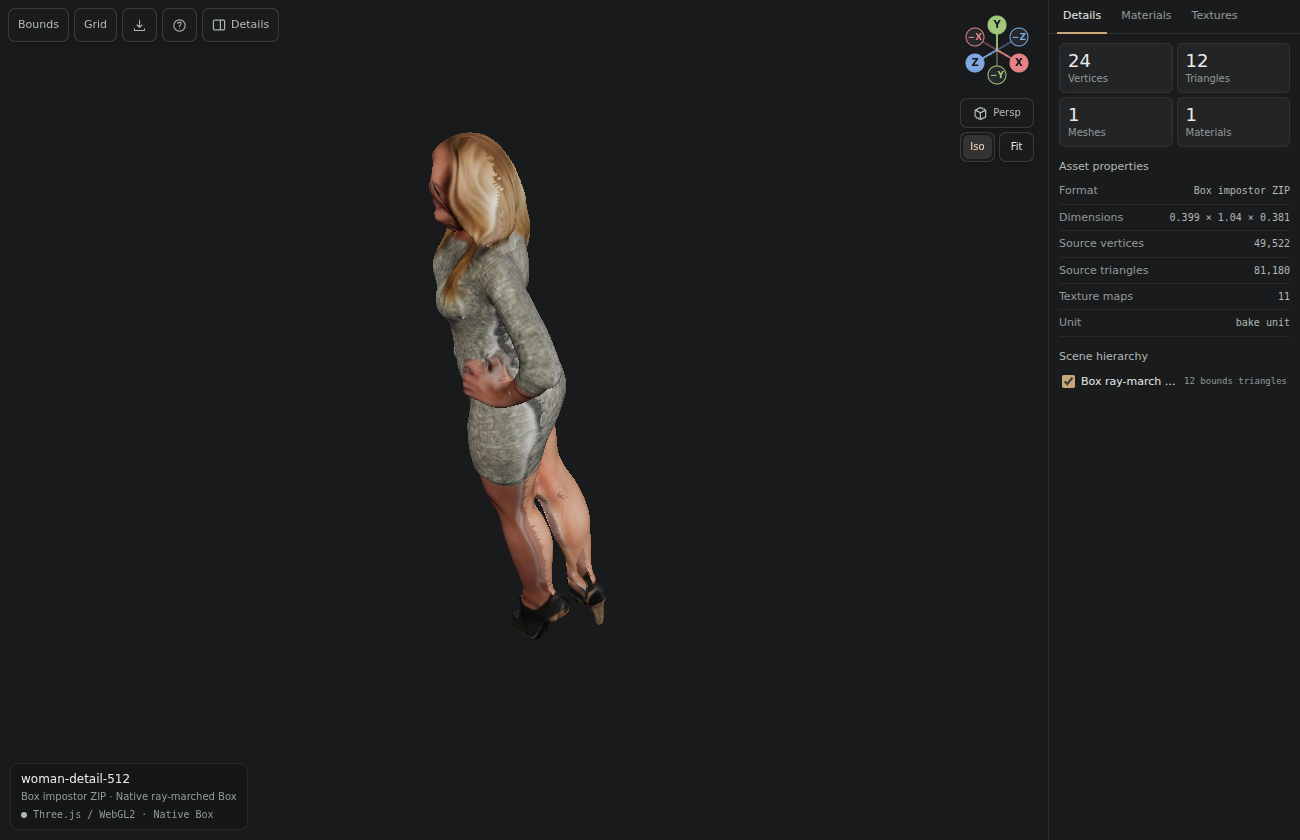 Bounds
Grid
Details
Y
−X
−Z
Z
X
−Y
Persp
Iso
Fit
Details
Materials
Textures
24
Vertices
12
Triangles
1
Meshes
1
Materials
Asset properties
Format
Box impostor ZIP
Dimensions
0.399 × 1.04 × 0.381
Source vertices
49,522
Source triangles
81,180
Texture maps
11
Unit
bake unit
Scene hierarchy
Box ray-march ...
12 bounds triangles
woman-detail-512
Box impostor ZIP · Native ray-marched Box
Three.js / WebGL2 · Native Box